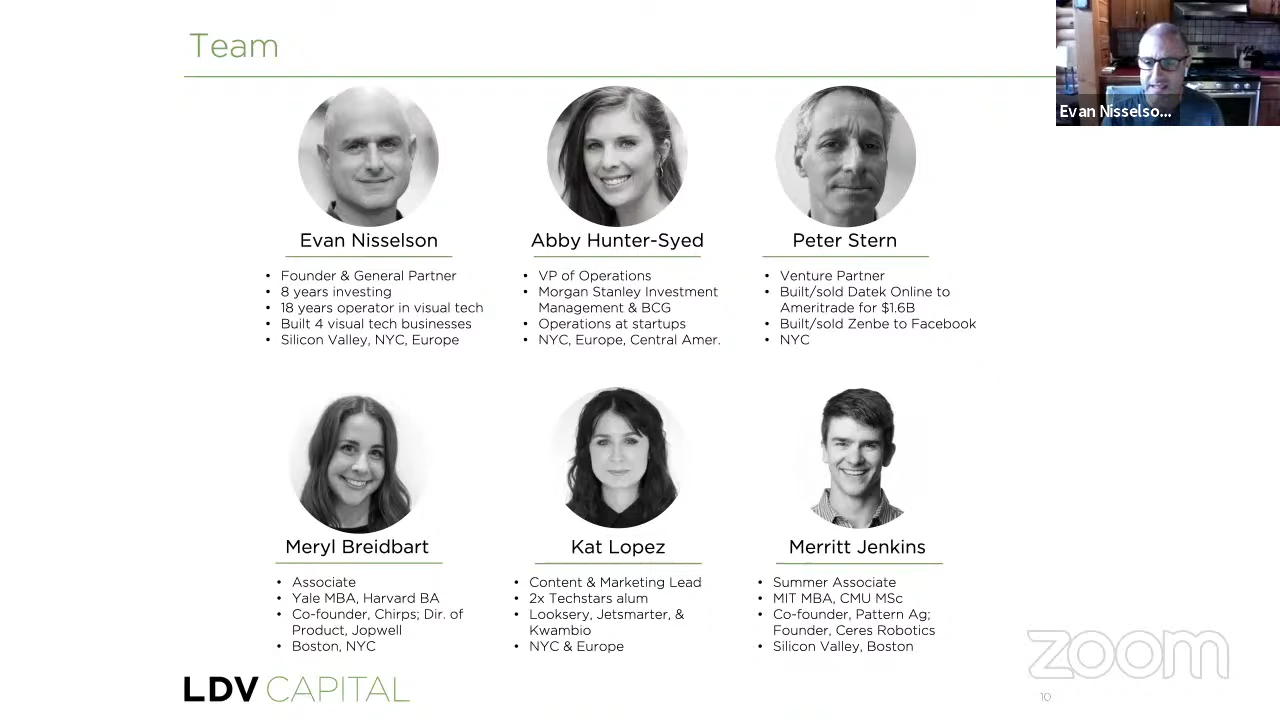 Team
Evan Nisselso...
Evan Nisselson
• Founder & General Partner
• 8 years investing
• 18 years operator in visual tech
• Built 4 visual tech businesses
• Silicon Valley, NYC, Europe
Abby Hunter-Syed
• VP of Operations
• Morgan Stanley Investment
Management & BCG
• Operations at startups
• NYC, Europe, Central Amer.
Peter Stern
• Venture Partner
• Built/sold Datek Online to
Ameritrade for $1.6B
• Built/sold Zenbe to Facebook
• NYC
Meryl Breidbart
• Associate
• Yale MBA, Harvard BA
• Co-founder, Chirps; Dir. of
Product, Jopwell
• Boston, NYC
Kat Lopez
• Content & Marketing Lead
• 2x Techstars alum
• Looksery, Jetsmarter, &
Kwambio
• NYC & Europe
Merritt Jenkins
• Summer Associate
• MIT MBA, CMU MSc
• Co-founder, Pattern Ag;
Founder, Ceres Robotics
• Silicon Valley, Boston
LDV CAPITAL
zoom
10